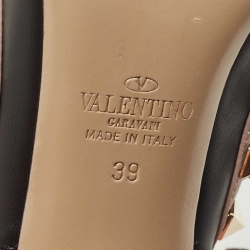 VALENTINO
GARAVANI
MADE IN ITALY
39